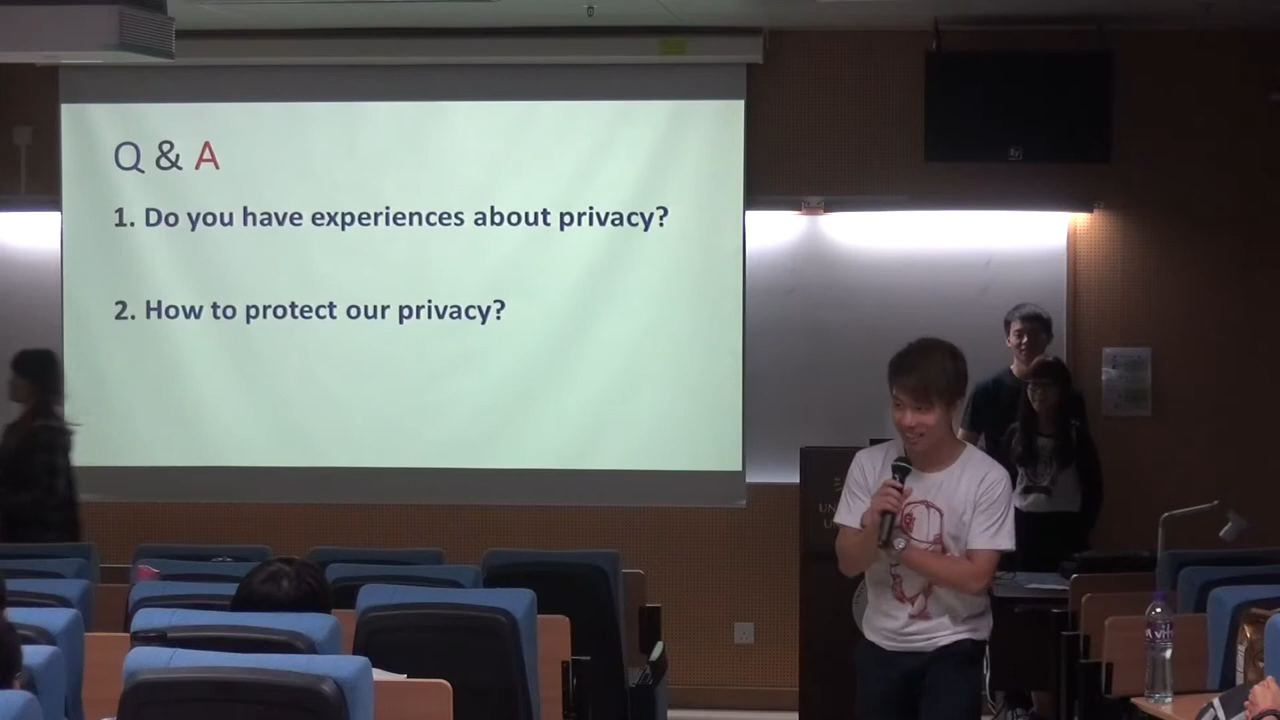 Q & A
1. Do you have experiences about privacy?
2. How to protect our privacy?